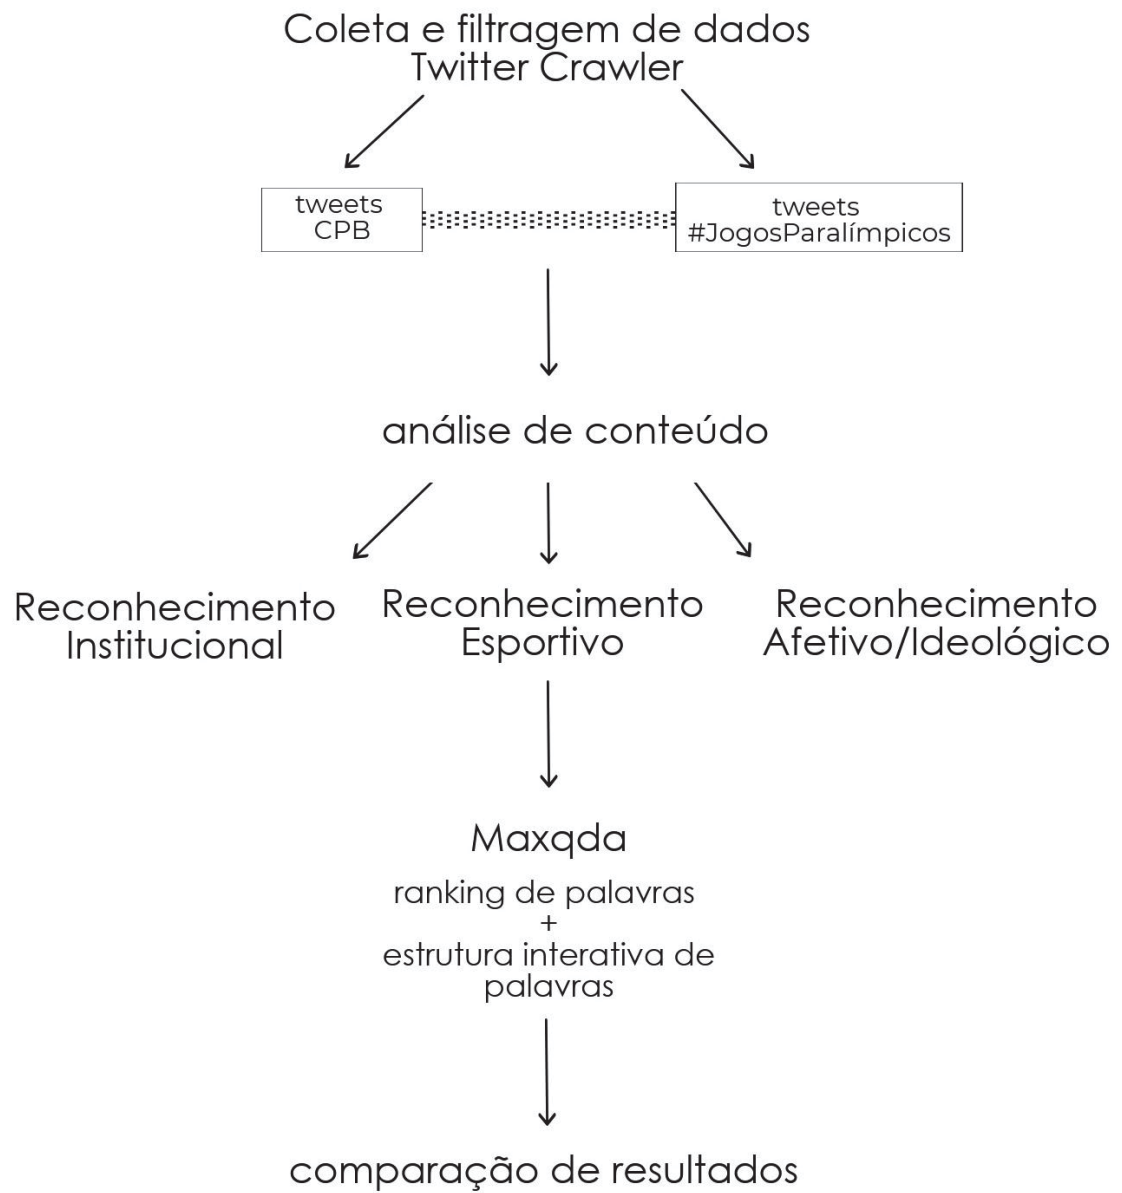 Coleta e filtragem de dados
Twitter Crawler
tweets
CPB
tweets
#JogosParalímpicos
análise de conteúdo
Reconhecimento
Institucional
Reconhecimento
Esportivo
Reconhecimento
Afetivo/Ideológico
Maxqda
ranking de palavras
+
estrutura interativa de
palavras
comparação de resultados